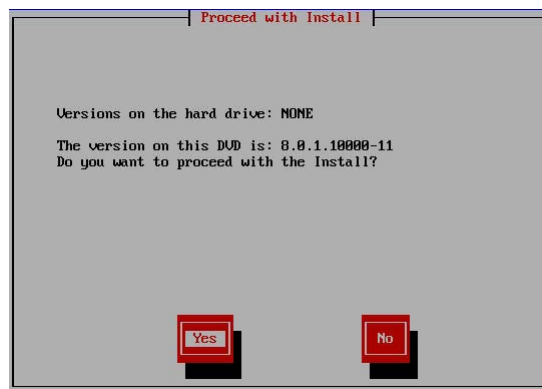 Proceed with Install
Versions on the hard drive: NONE
The version on this DVD is: 8.0.1.10000-11
Do you want to proceed with the Install?
Yes
No